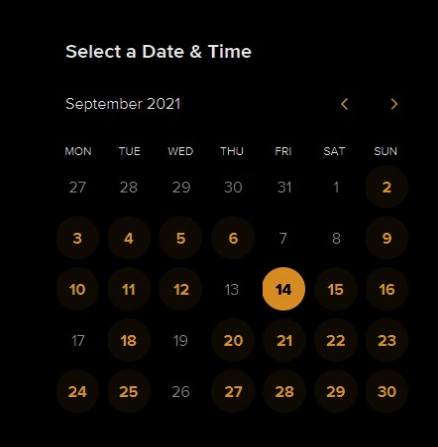 Select a Date & Time
September 2021 < >
MON TUE WED THU FRI SAT SUN
27 28 29 30 31 1 2
3 4 5 6 7 8 9
10 11 12 13 14 15 16
17 18 19 20 21 22 23
24 25 26 27 28 29 30